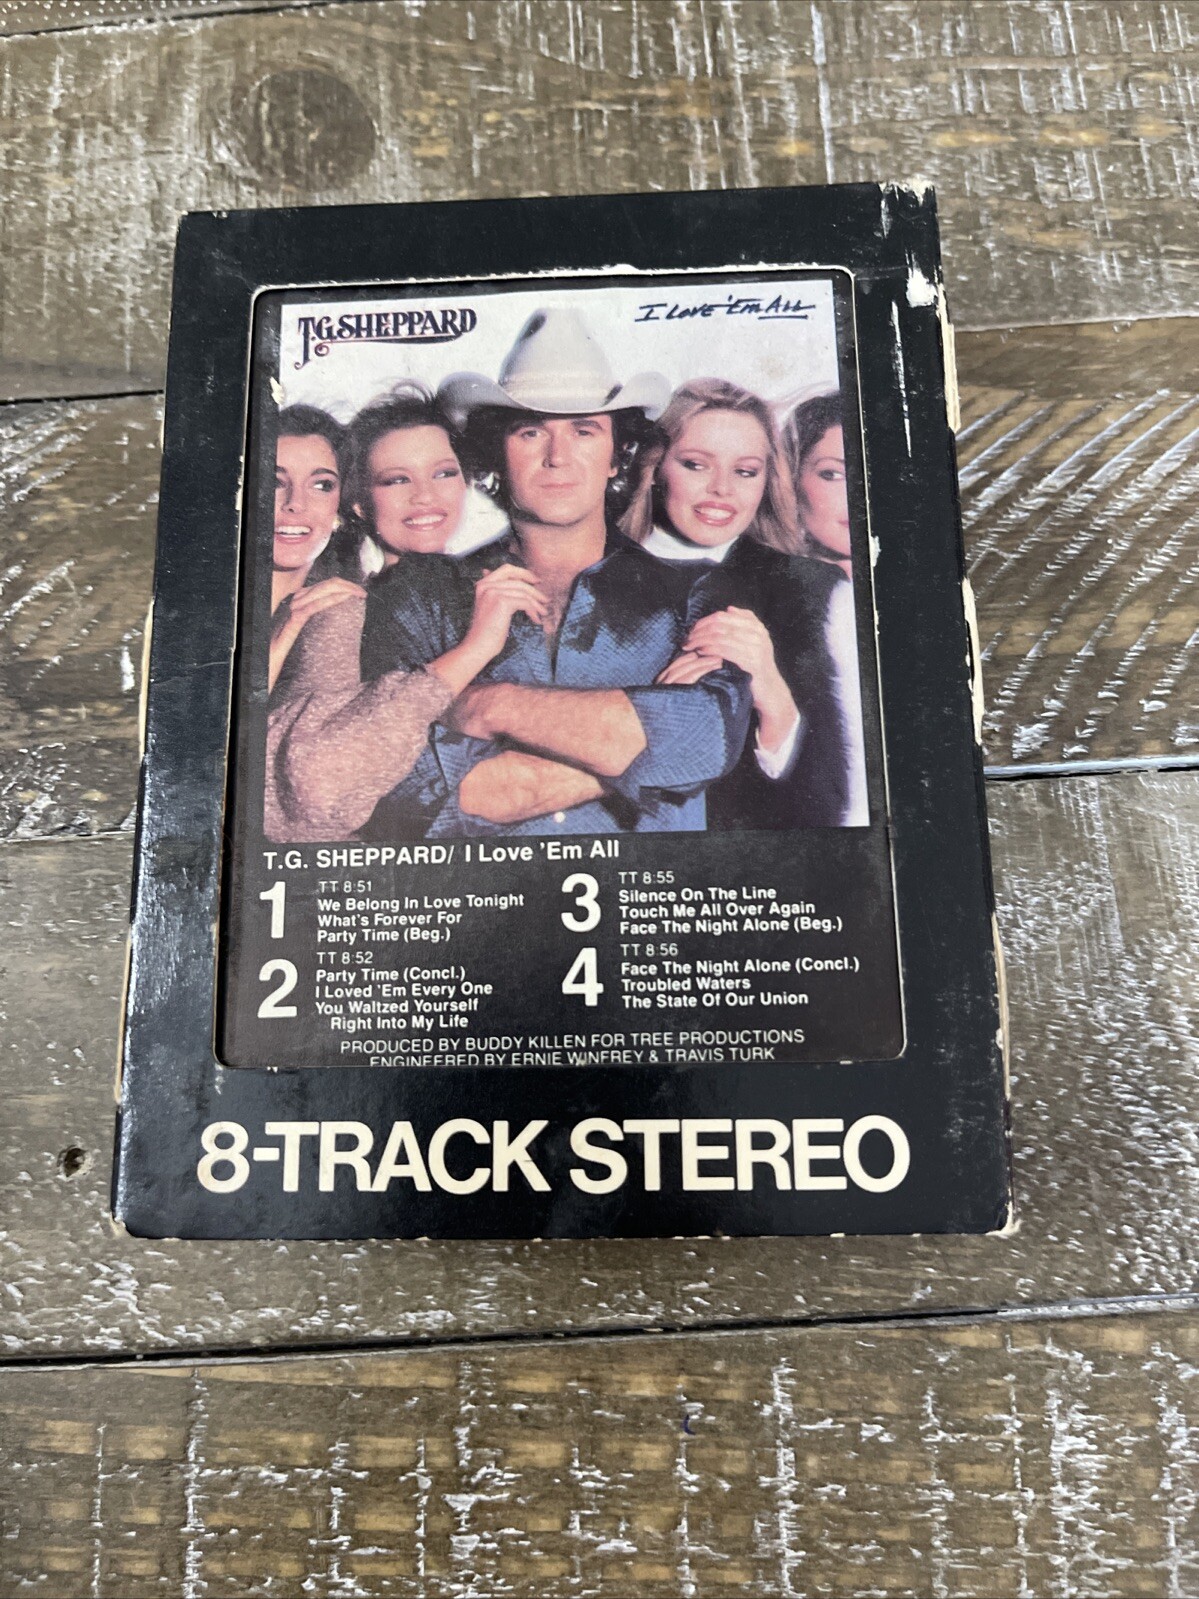 T.G. SHEPPARD
I LOVE 'EM ALL
T.G. SHEPPARD/ I Love 'Em All
1
TT 8:51
We Belong In Love Tonight
What's Forever For
Party Time (Beg.)
2
TT 8:52
Party Time (Concl.)
I Loved 'Em Every One
You Waltzed Yourself
Right Into My Life
3
TT 8:55
Silence On The Line
Touch Me All Over Again
Face The Night Alone (Beg.)
4
TT 8:56
Face The Night Alone (Concl.)
Troubled Waters
The State Of Our Union
PRODUCED BY BUDDY KILLEN FOR TREE PRODUCTIONS
ENGINEERED BY ERNIE WINFREY & TRAVIS TURK
8-TRACK STEREO